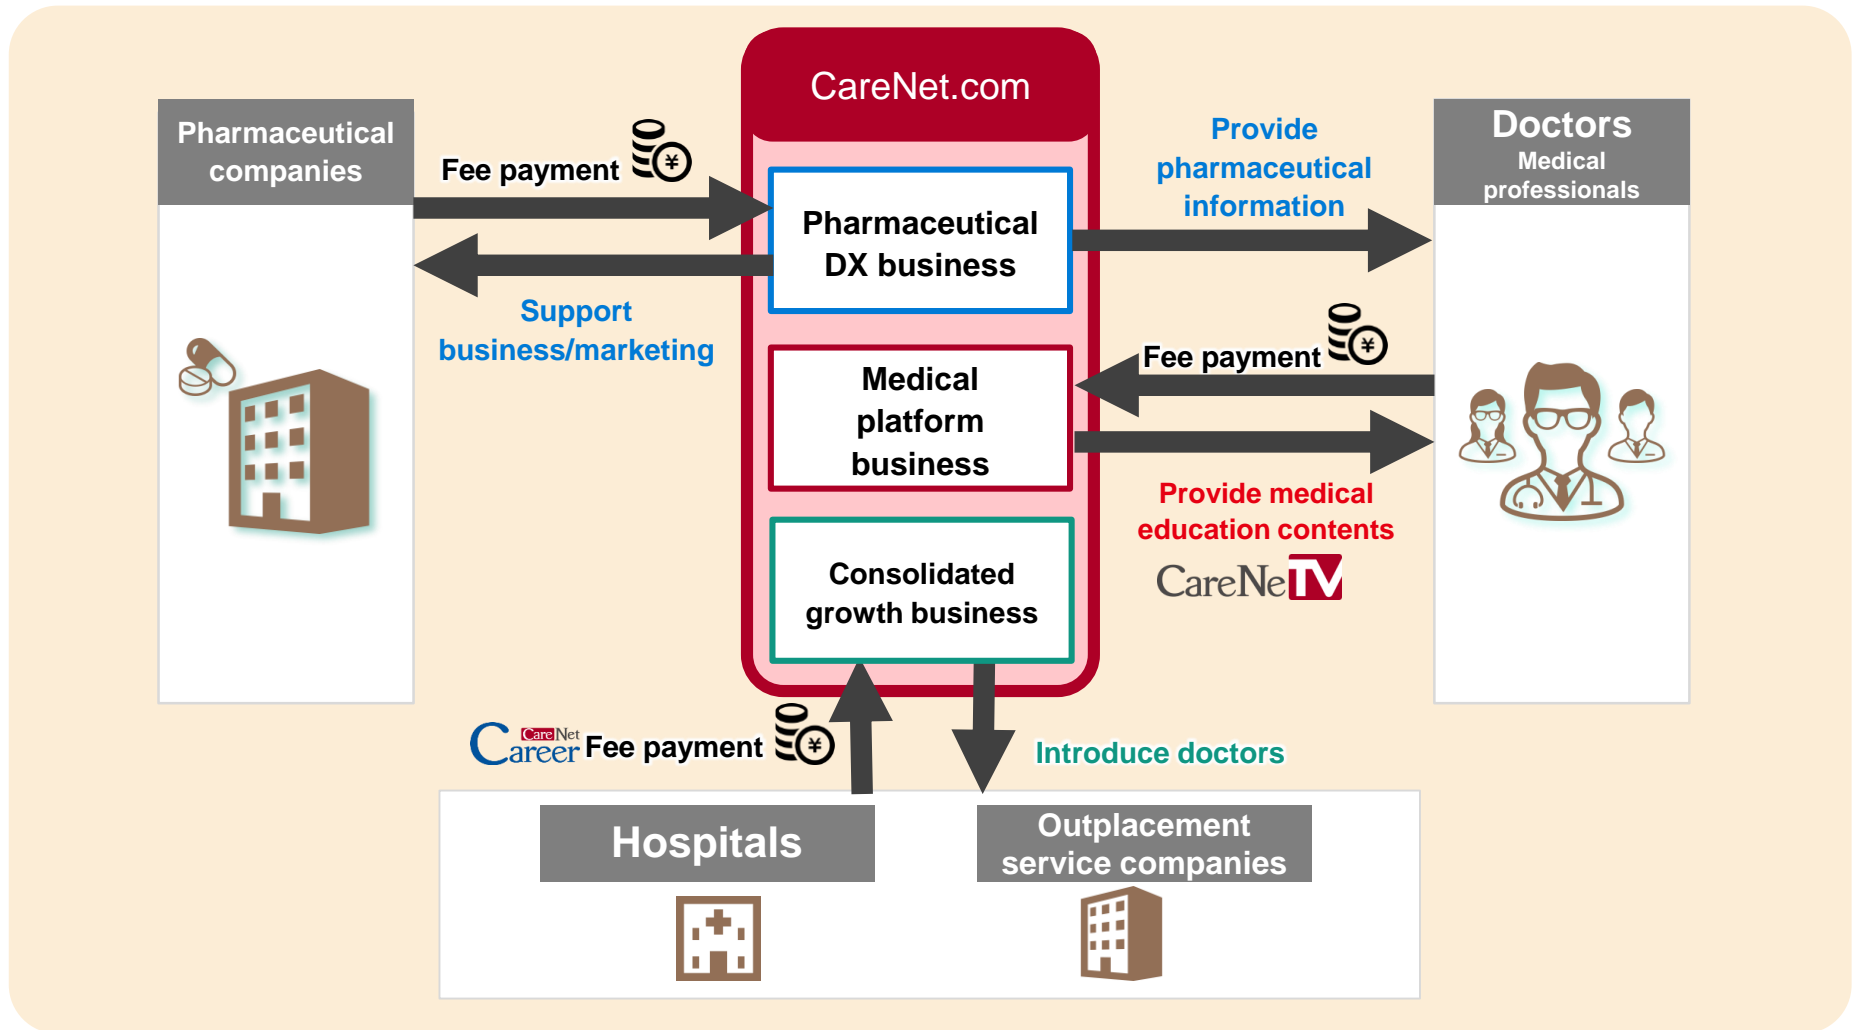 CareNet.com
Pharmaceutical
companies
Fee payment
¥
Support
business/marketing
Pharmaceutical
DX business
Provide
pharmaceutical
information
Doctors
Medical
professionals
Medical
platform
business
Fee payment
¥
Provide medical
education contents
CareNeTV
Consolidated
growth business
CareNet
Career
Fee payment
¥
Introduce doctors
Hospitals
Outplacement
service companies